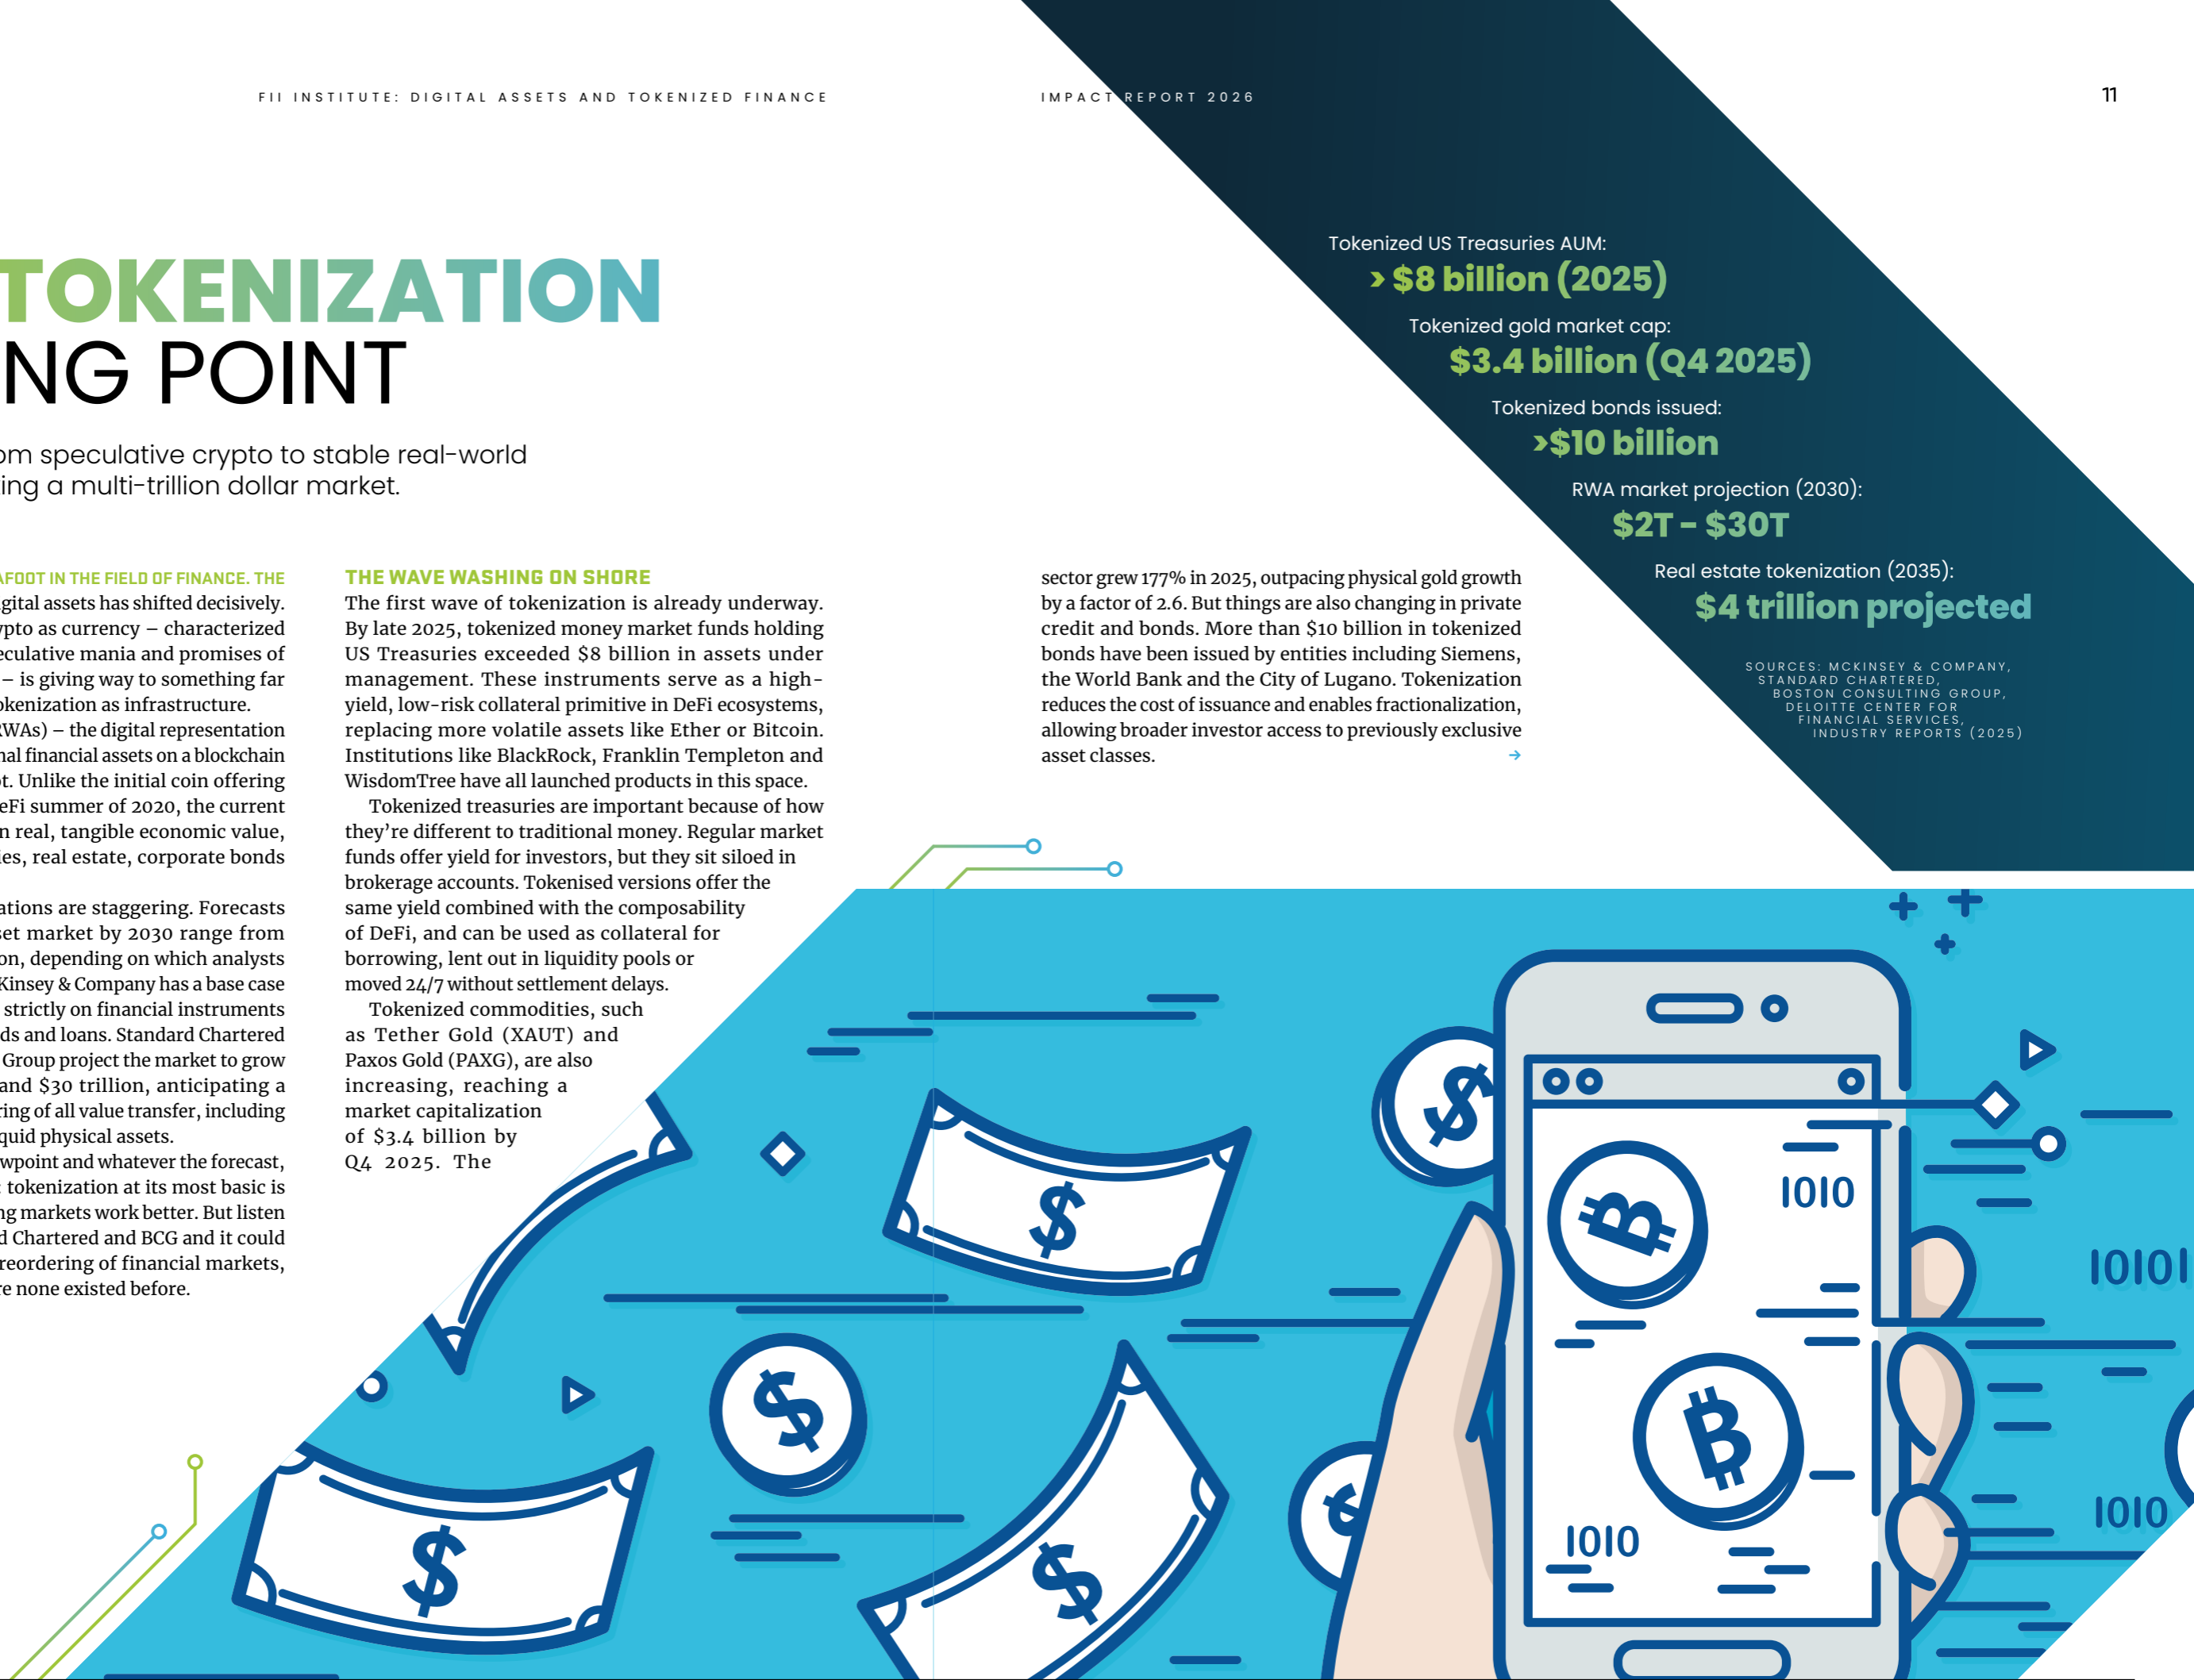 FII INSTITUTE: DIGITAL ASSETS AND TOKENIZED FINANCE
IMPACT REPORT 2026
11
TOKENIZATION
NG POINT
om speculative crypto to stable real-world
ing a multi-trillion dollar market.
AFOOT IN THE FIELD OF FINANCE. THE
gital assets has shifted decisively.
ypto as currency – characterized
eculative mania and promises of
– is giving way to something far
okenization as infrastructure.
RWAs) – the digital representation
nal financial assets on a blockchain
ot. Unlike the initial coin offering
eFi summer of 2020, the current
n real, tangible economic value,
ies, real estate, corporate bonds
ations are staggering. Forecasts
set market by 2030 range from
on, depending on which analysts
Kinsey & Company has a base case
strictly on financial instruments
ds and loans. Standard Chartered
Group project the market to grow
and $30 trillion, anticipating a
ring of all value transfer, including
quid physical assets.
wpoint and whatever the forecast,
: tokenization at its most basic is
ng markets work better. But listen
d Chartered and BCG and it could
reordering of financial markets,
re none existed before.
THE WAVE WASHING ON SHORE
The first wave of tokenization is already underway.
By late 2025, tokenized money market funds holding
US Treasuries exceeded $8 billion in assets under
management. These instruments serve as a high-
yield, low-risk collateral primitive in DeFi ecosystems,
replacing more volatile assets like Ether or Bitcoin.
Institutions like BlackRock, Franklin Templeton and
WisdomTree have all launched products in this space.
Tokenized treasuries are important because of how
they're different to traditional money. Regular market
funds offer yield for investors, but they sit siloed in
brokerage accounts. Tokenised versions offer the
same yield combined with the composability
of DeFi, and can be used as collateral for
borrowing, lent out in liquidity pools or
moved 24/7 without settlement delays.
Tokenized commodities, such
as Tether Gold (XAUT) and
Paxos Gold (PAXG), are also
increasing, reaching a
market capitalization
of $3.4 billion by
Q4 2025. The
sector grew 177% in 2025, outpacing physical gold growth
by a factor of 2.6. But things are also changing in private
credit and bonds. More than $10 billion in tokenized
bonds have been issued by entities including Siemens,
the World Bank and the City of Lugano. Tokenization
reduces the cost of issuance and enables fractionalization,
allowing broader investor access to previously exclusive
asset classes. →
Tokenized US Treasuries AUM:
> $8 billion (2025)
Tokenized gold market cap:
$3.4 billion (Q4 2025)
Tokenized bonds issued:
>$10 billion
RWA market projection (2030):
$2T – $30T
Real estate tokenization (2035):
$4 trillion projected
SOURCES: MCKINSEY & COMPANY,
STANDARD CHARTERED,
BOSTON CONSULTING GROUP,
DELOITTE CENTER FOR
FINANCIAL SERVICES,
INDUSTRY REPORTS (2025)
$
$
$
$
$
$
1010
10101
1010
1010